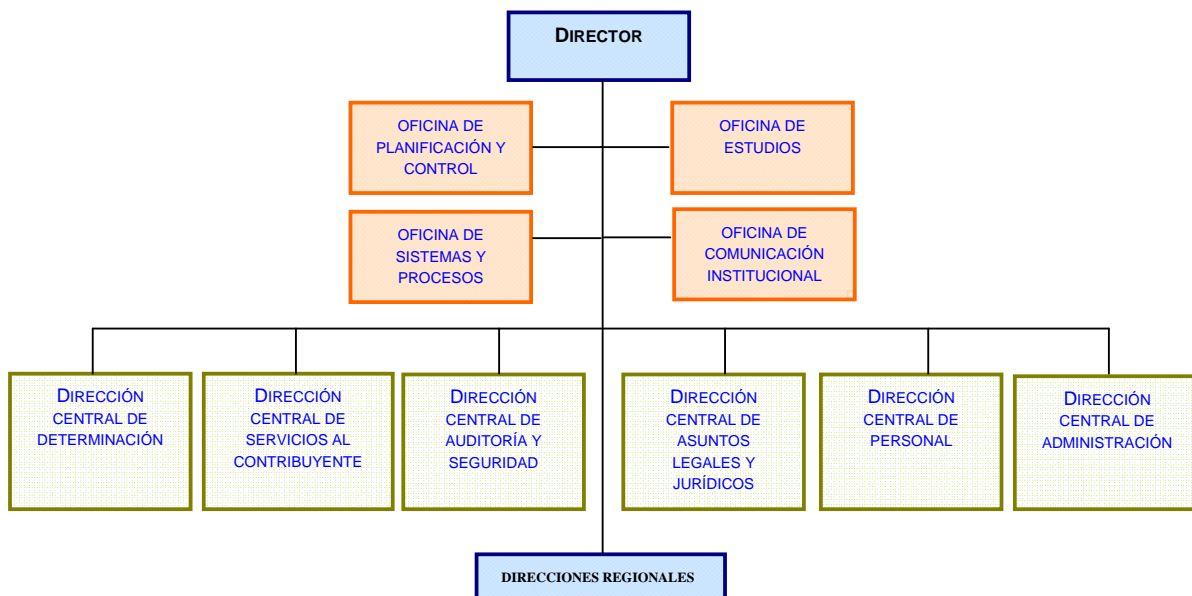 DIRECTOR
OFICINA DE
PLANIFICACIÓN Y
CONTROL
OFICINA DE
ESTUDIOS
OFICINA DE
SISTEMAS Y
PROCESOS
OFICINA DE
COMUNICACIÓN
INSTITUCIONAL
DIRECCIÓN
CENTRAL DE
DETERMINACIÓN
DIRECCIÓN
CENTRAL DE
SERVICIOS AL
CONTRIBUYENTE
DIRECCIÓN
CENTRAL DE
AUDITORÍA Y
SEGURIDAD
DIRECCIÓN
CENTRAL DE
ASUNTOS
LEGALES Y
JURÍDICOS
DIRECCIÓN
CENTRAL DE
PERSONAL
DIRECCIÓN
CENTRAL DE
ADMINISTRACIÓN
DIRECCIONES REGIONALES